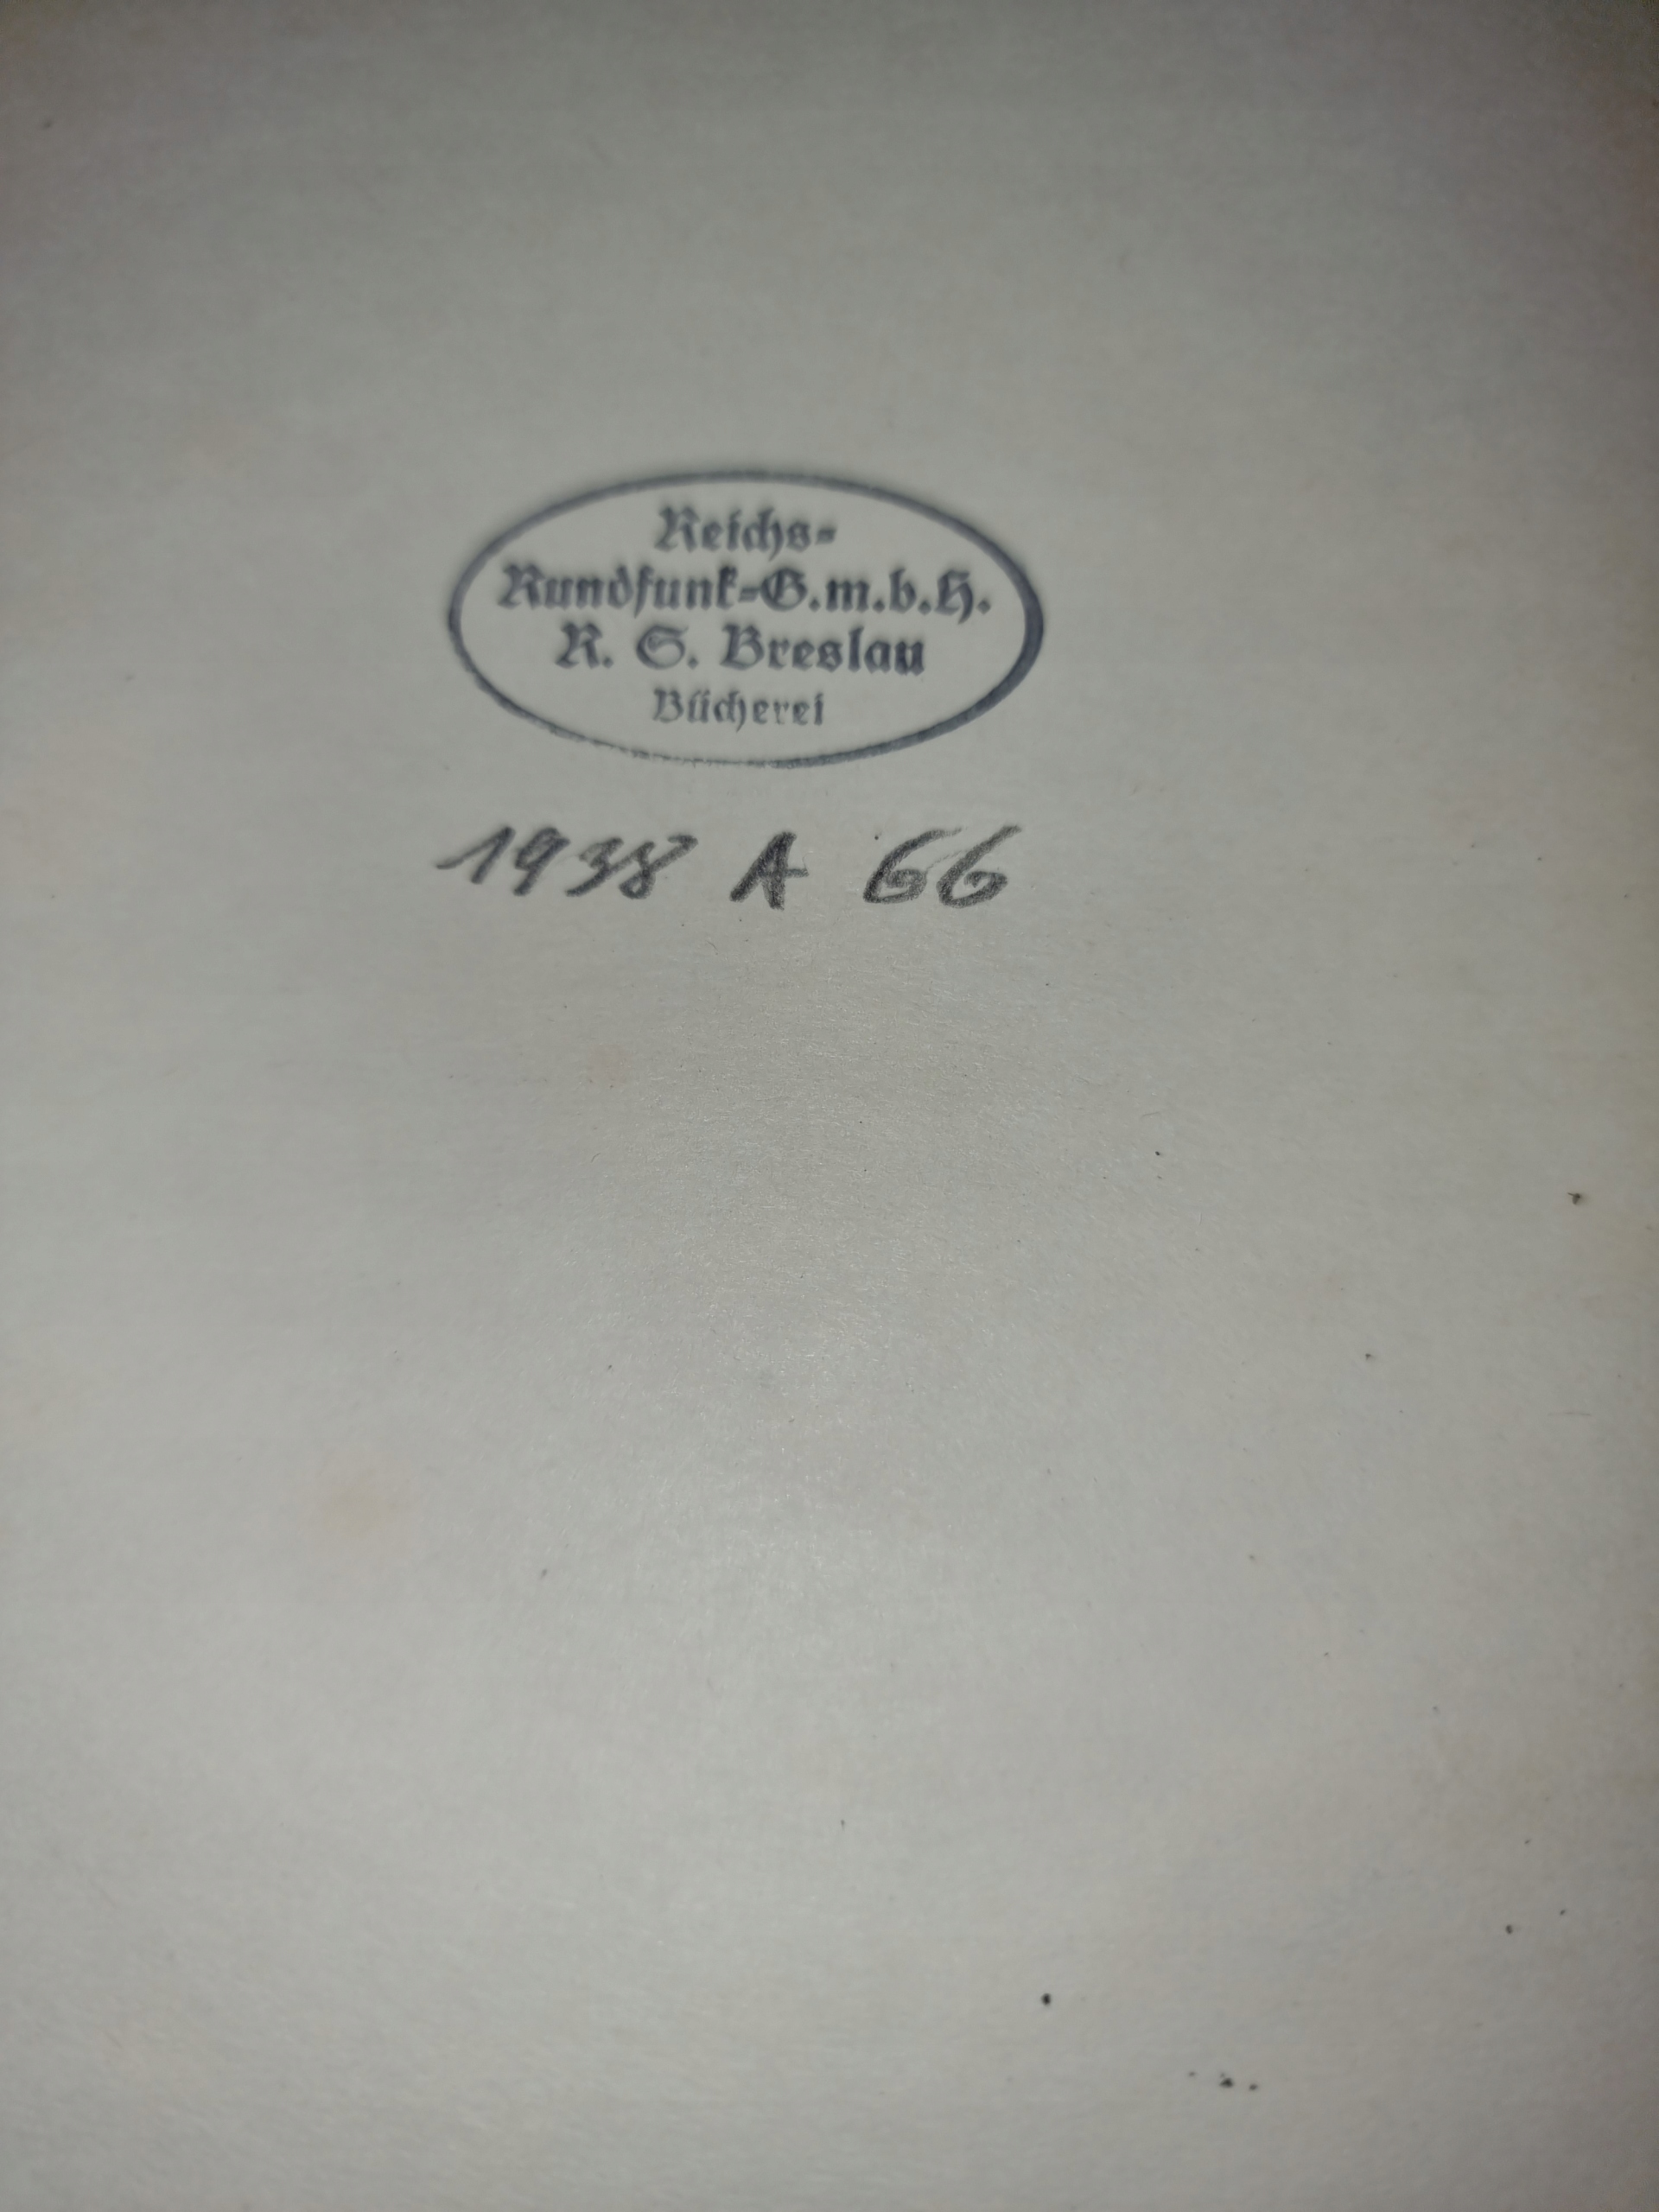 Reichs-
Rundfunk-G.m.b.H.
R. S. Breslau
Bücherei
1938 A 66